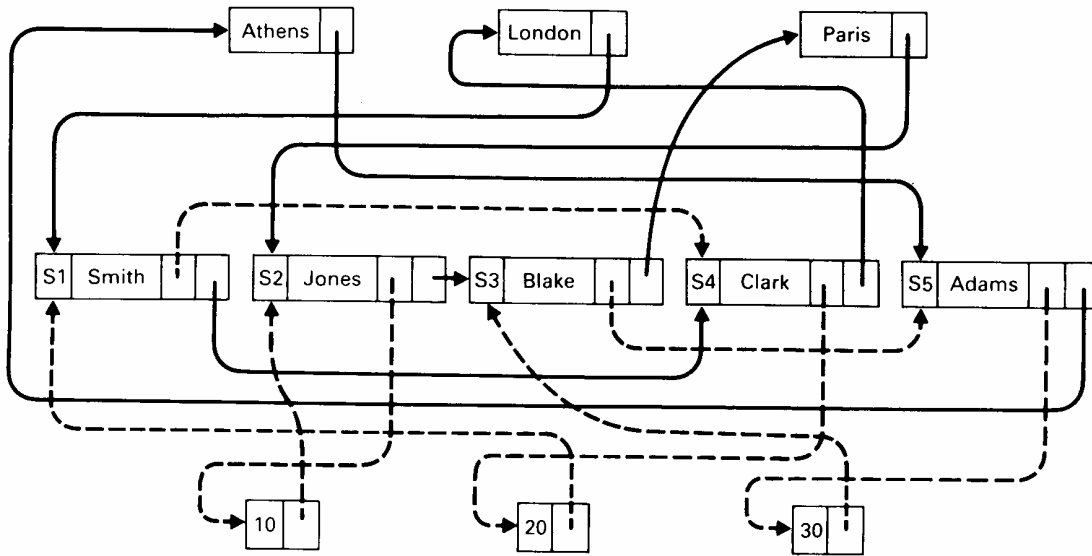 Athens London Paris
S1 Smith S2 Jones S3 Blake S4 Clark S5 Adams
10 20 30